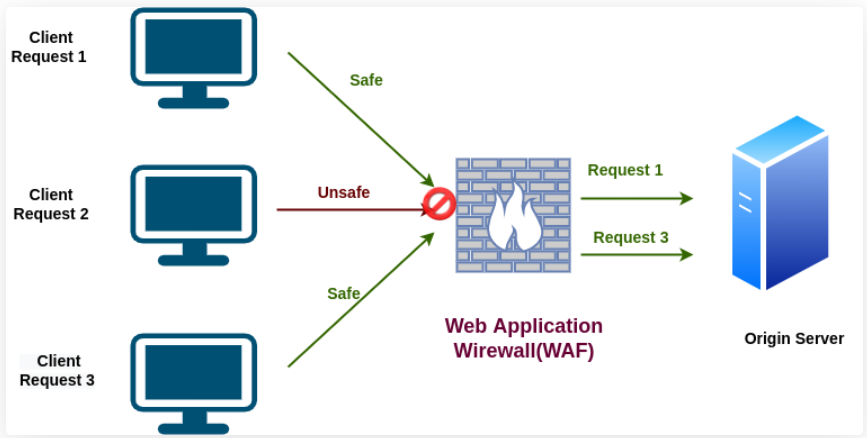 Client
Request 1
Safe
Client
Request 2
Unsafe
Request 1
Request 3
Safe
Web Application
Wirewall(WAF)
Origin Server
Client
Request 3